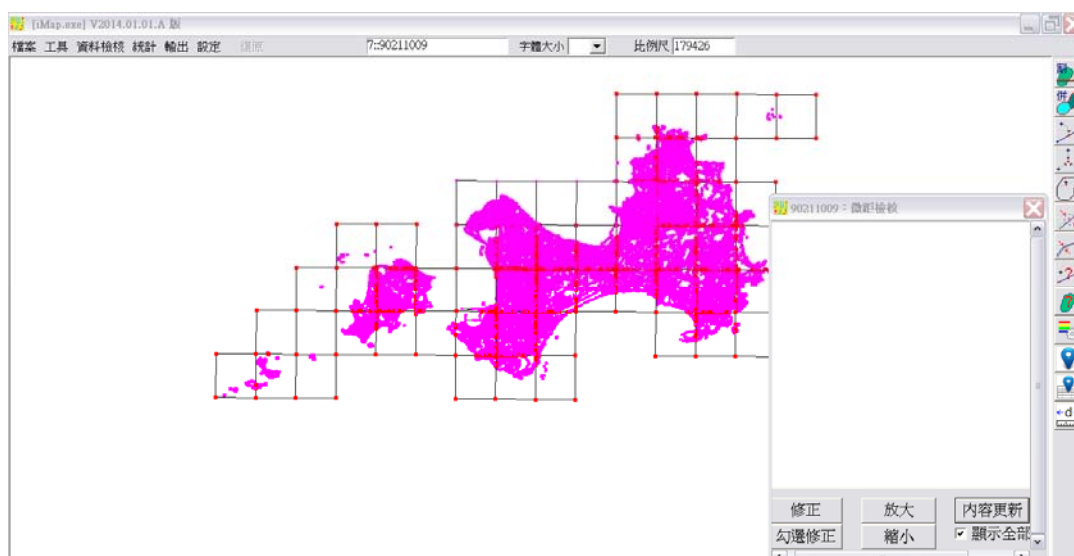 [iMap.exe] V2014.01.01.A 版
檔案 工具 資料檢核 統計 輸出 設定 復原 7::90211009 字體大小 比例尺 179426
90211009：微距檢核
修正 放大 內容更新
勾選修正 縮小 顯示全部